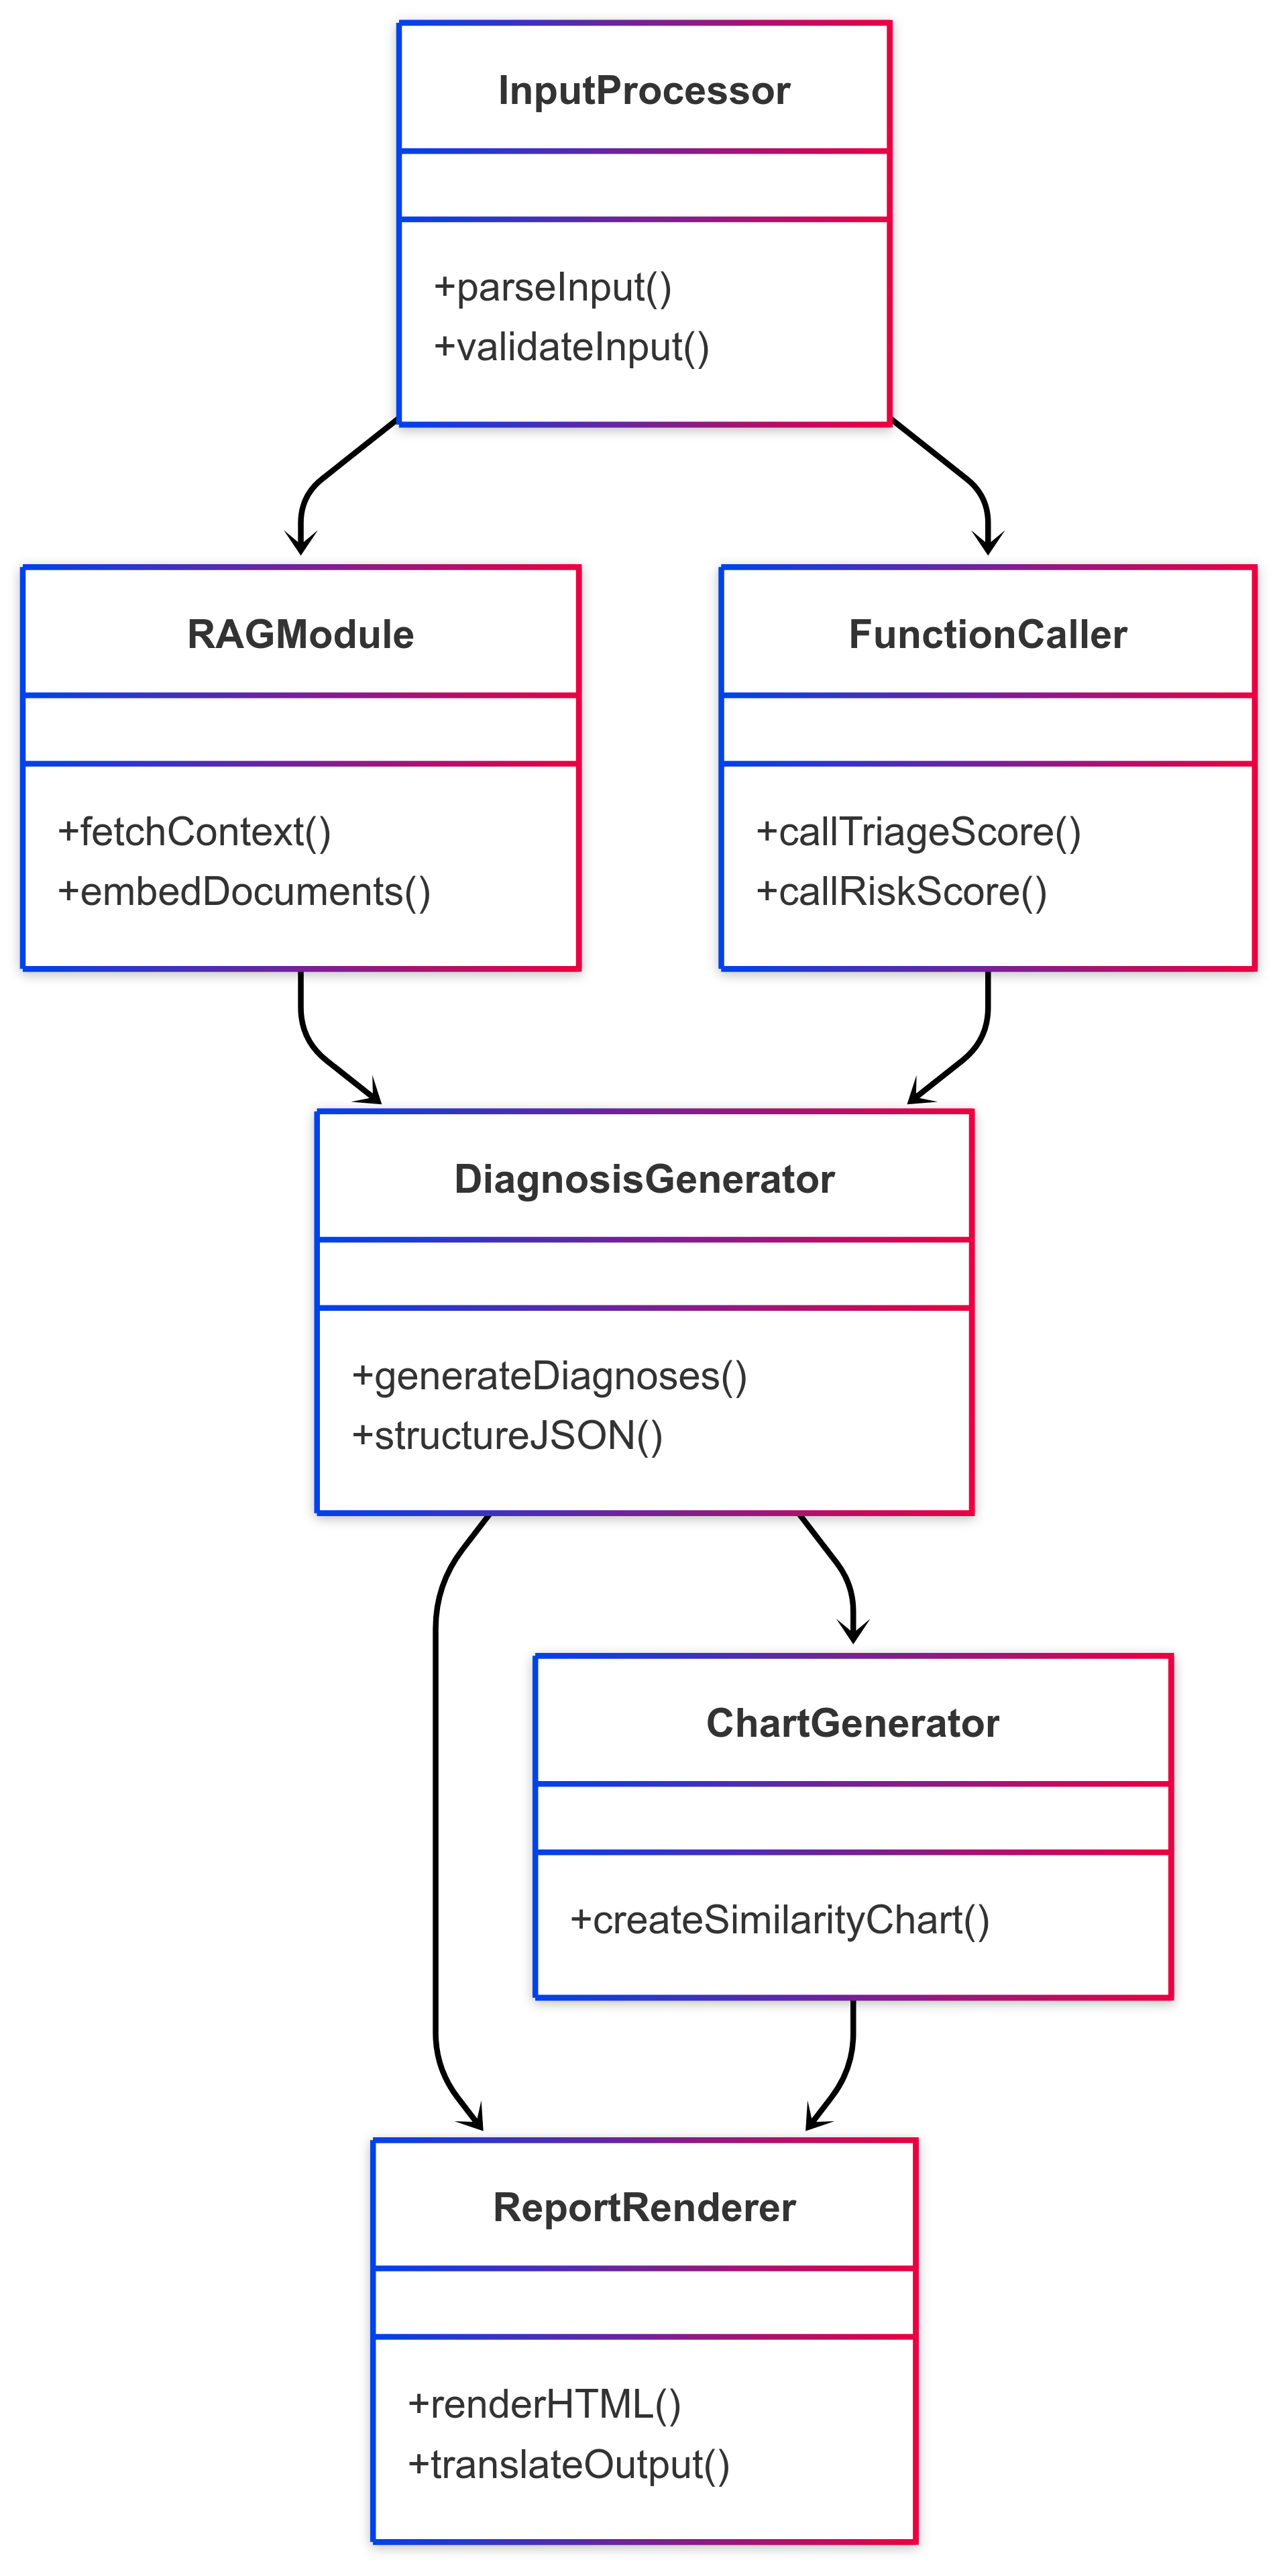 InputProcessor
+parseInput()
+validateInput()
RAGModule
+fetchContext()
+embedDocuments()
FunctionCaller
+callTriageScore()
+callRiskScore()
DiagnosisGenerator
+generateDiagnoses()
+structureJSON()
ChartGenerator
+createSimilarityChart()
ReportRenderer
+renderHTML()
+translateOutput()